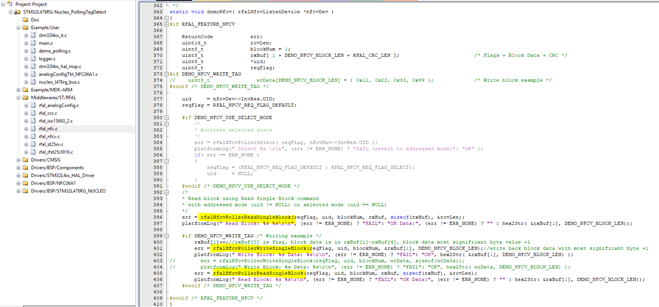 Project: Project
STM32L476RG-Nucleo_PollingTagDetect
Doc
Example/User
stm32l4xx_it.c
main.c
demo_polling.c
logger.c
stm32l4xx_hal_msp.c
analogConfigTbl_NFC06A1.c
nucleo_l476rg_bus.c
Example/MDK-ARM
Middlewares/ST/RFAL
rfal_analogConfig.c
rfal_crc.c
rfal_iso15693_2.c
rfal_nfc.c
rfal_nfcv.c
rfal_st25xv.c
rfal_rfst25r3916.c
Drivers/CMSIS
Drivers/STM32L4xx_HAL_Driver
Drivers/BSP/Components
Drivers/BSP/NFC06A1
Drivers/BSP/STM32L476RG_NUCLEO
362 */
363 static void demoNfcv( rfalNfcvListenDevice *nfcvDev )
364 {
365 #if RFAL_FEATURE_NFCV
366
367 ReturnCode err;
368 uint16_t rcvLen;
369 uint8_t blockNum = 1;
370 uint8_t rxBuf[ 1 + DEMO_NFCV_BLOCK_LEN + RFAL_CRC_LEN ]; /* Flags + Block Data + CRC */
371 uint8_t *uid;
372 uint8_t reqFlag;
373 #if DEMO_NFCV_WRITE_TAG
374 // uint8_t wrData[DEMO_NFCV_BLOCK_LEN] = { 0x11, 0x22, 0x33, 0x99 }; /* Write block example */
375 #endif /* DEMO_NFCV_WRITE_TAG */
376
377 uid = nfcvDev->InvRes.UID;
378 reqFlag = RFAL_NFCV_REQ_FLAG_DEFAULT;
379
380 #if DEMO_NFCV_USE_SELECT_MODE
381 /*
382 * Activate selected state
383 */
384 err = rfalNfcvPollerSelect( reqFlag, nfcvDev->InvRes.UID );
385 platformLog(" Select %s \r\n", (err != ERR_NONE) ? "FAIL (revert to addressed mode)": "OK" );
386 if( err == ERR_NONE )
387 {
388 reqFlag = (RFAL_NFCV_REQ_FLAG_DEFAULT | RFAL_NFCV_REQ_FLAG_SELECT);
389 uid = NULL;
390 }
391 #endif /* DEMO_NFCV_USE_SELECT_MODE */
392 /*
393 * Read block using Read Single Block command
394 * with addressed mode (uid != NULL) or selected mode (uid == NULL)
395 */
396 err = rfalNfcvPollerReadSingleBlock(reqFlag, uid, blockNum, rxBuf, sizeof(rxBuf), &rcvLen);
397 platformLog(" Read Block: %s %s\r\n", (err != ERR_NONE) ? "FAIL": "OK Data:", (err != ERR_NONE) ? "" : hex2Str( &rxBuf[1], DEMO_NFCV_BLOCK_LEN));
398
399 #if DEMO_NFCV_WRITE_TAG /* Writing example */
400 rxBuf[1]+=1;//rxBuf[0] is flag, block data is in rxBuf[1]-rxBuf[4], block data most significant byte value +1
401 err = rfalNfcvPollerWriteSingleBlock(reqFlag, uid, blockNum, &rxBuf[1], DEMO_NFCV_BLOCK_LEN);//write back block data with most significant byte +1
402 platformLog(" Write Block: %s Data: %s\r\n", (err != ERR_NONE) ? "FAIL": "OK", hex2Str( &rxBuf[1], DEMO_NFCV_BLOCK_LEN) );
403 // err = rfalNfcvPollerWriteSingleBlock(reqFlag, uid, blockNum, wrData, sizeof(wrData));
404 // platformLog(" Write Block: %s Data: %s\r\n", (err != ERR_NONE) ? "FAIL": "OK", hex2Str( wrData, DEMO_NFCV_BLOCK_LEN) );
405 err = rfalNfcvPollerReadSingleBlock(reqFlag, uid, blockNum, rxBuf, sizeof(rxBuf), &rcvLen);
406 platformLog(" Read Block: %s %s\r\n", (err != ERR_NONE) ? "FAIL": "OK Data:", (err != ERR_NONE) ? "" : hex2Str( &rxBuf[1], DEMO_NFCV_BLOCK_LEN));
407 #endif /* DEMO_NFCV_WRITE_TAG */
408
409 #endif /* RFAL_FEATURE_NFCV */
410 }